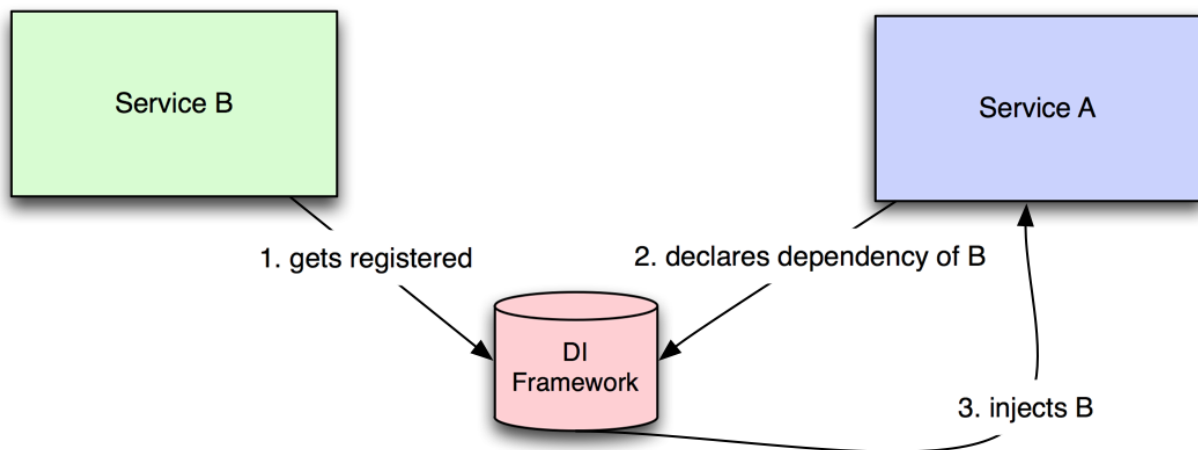 Service B
Service A
1. gets registered
2. declares dependency of B
DI
Framework
3. injects B